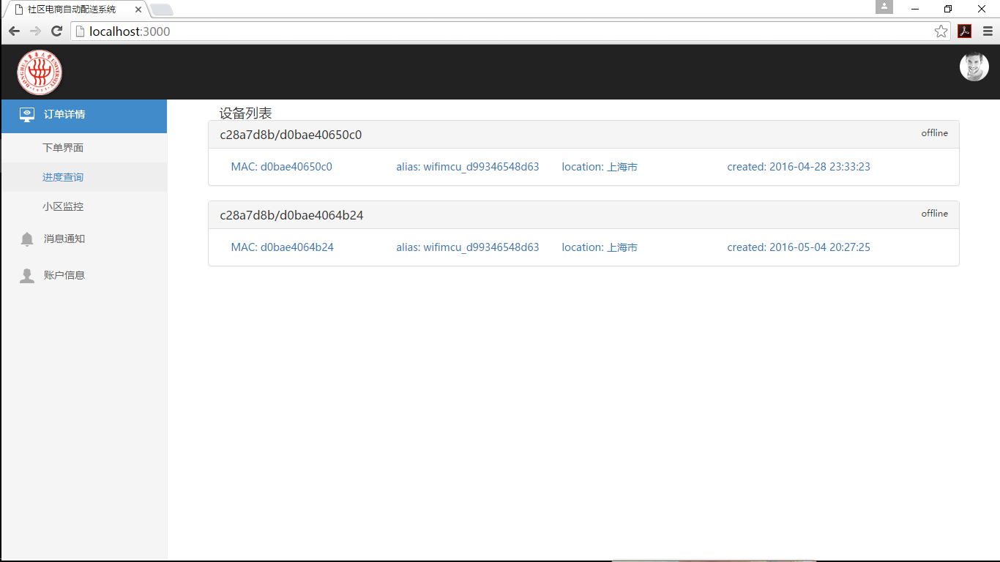 社区电商自动配送系统
localhost:3000
DONGHUA UNIVERSITY
订单详情
下单界面
进度查询
小区监控
消息通知
账户信息
设备列表
c28a7d8b/d0bae40650c0 offline
MAC: d0bae40650c0 alias: wifimcu_d99346548d63 location: 上海市 created: 2016-04-28 23:33:23
c28a7d8b/d0bae4064b24 offline
MAC: d0bae4064b24 alias: wifimcu_d99346548d63 location: 上海市 created: 2016-05-04 20:27:25